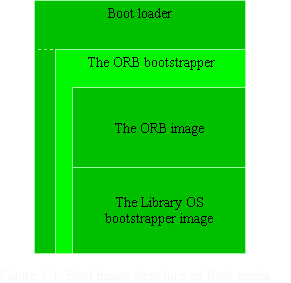 Boot loader
The ORB bootstrapper
The ORB image
The Library OS
bootstrapper image
Figure 1-1. Boot image structure on Boot media